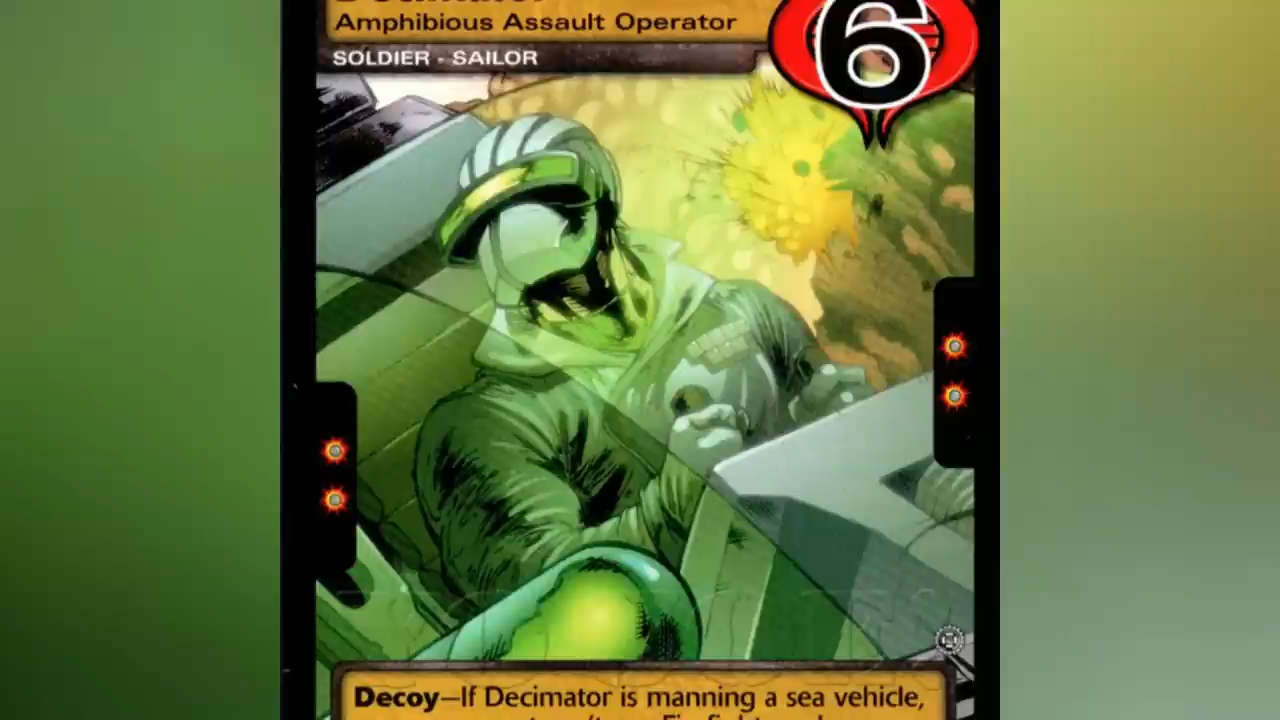 Amphibious Assault Operator
6
SOLDIER - SAILOR
Decoy—If Decimator is manning a sea vehicle,